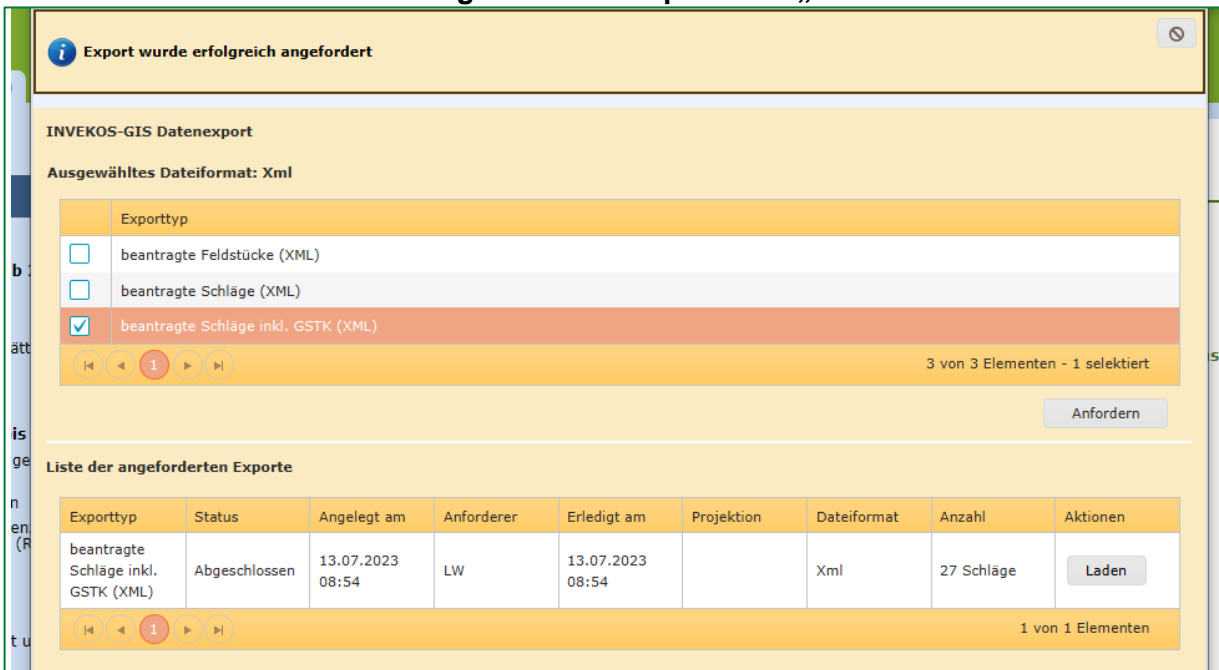 Export wurde erfolgreich angefordert
INVEKOS-GIS Datenexport
Ausgewähltes Dateiformat: Xml
Exporttyp
beantragte Feldstücke (XML)
beantragte Schläge (XML)
beantragte Schläge inkl. GSTK (XML)
1
3 von 3 Elementen - 1 selektiert
Anfordern
Liste der angeforderten Exporte
Exporttyp Status Angelegt am Anforderer Erledigt am Projektion Dateiformat Anzahl Aktionen
beantragte
Schläge inkl.
GSTK (XML)
Abgeschlossen
13.07.2023
08:54
LW
13.07.2023
08:54
Xml
27 Schläge
Laden
1
1 von 1 Elementen